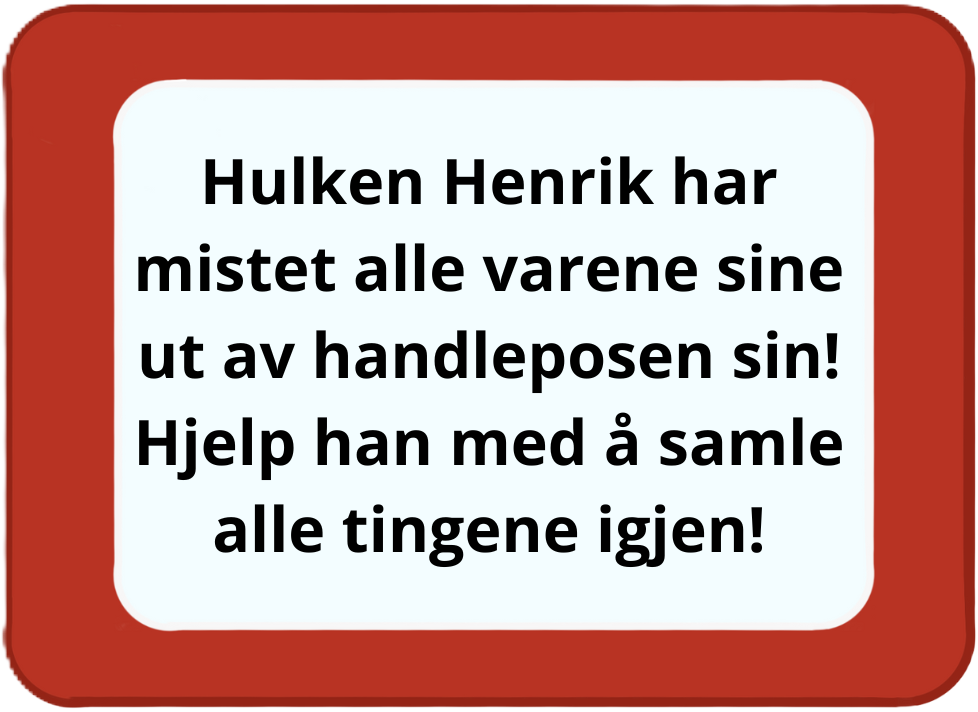 Hulken Henrik har
mistet alle varene sine
ut av handleposen sin!
Hjelp han med å samle
alle tingene igjen!